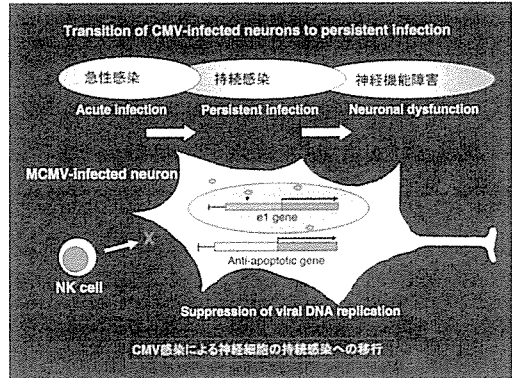 Transition of CMV-infected neurons to persistent infection
急性感染
持続感染
神経機能障害
Acute infection
Persistent infection
Neuronal dysfunction
MCMV-infected neuron
e1 gene
Anti-apoptotic gene
X
NK cell
Suppression of viral DNA replication
CMV感染による神経細胞の持続感染への移行